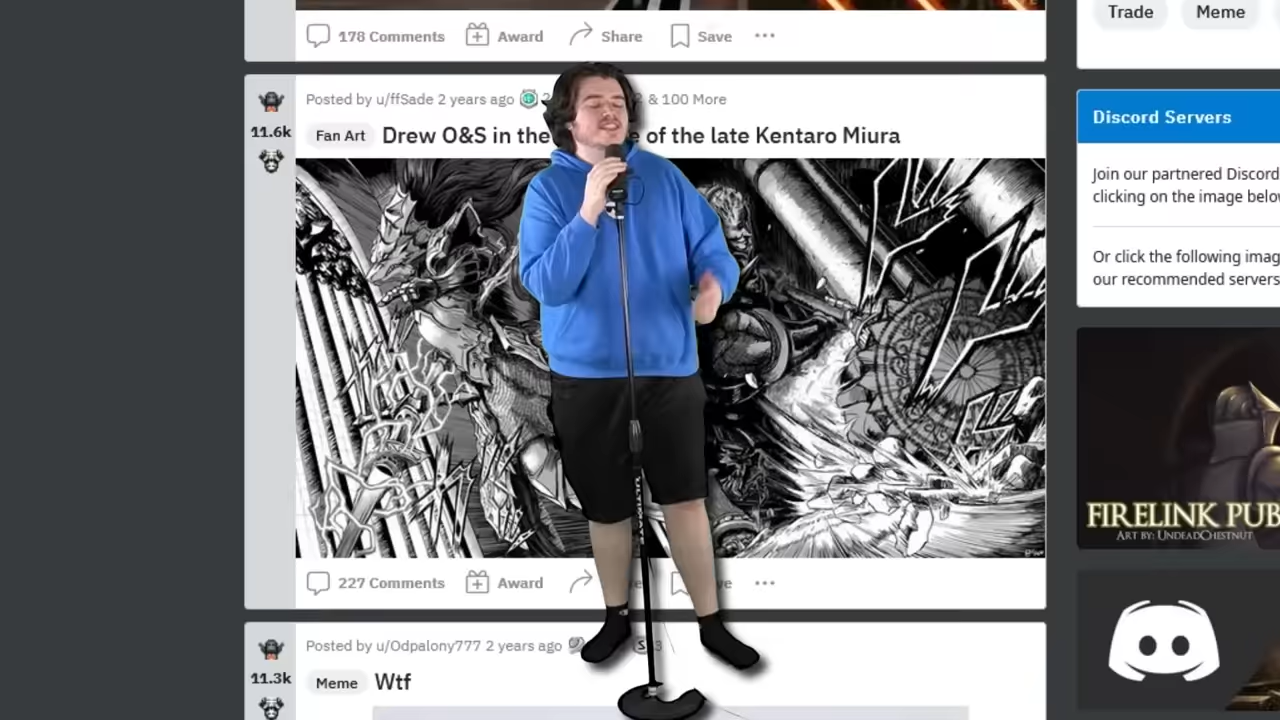 178 Comments Award Share Save
Posted by u/ffSade 2 years ago & 100 More
11.6k
Fan Art Drew O&S in the of the late Kentaro Miura
227 Comments Award
Posted by u/Odpalony777 2 years ago
11.3k
Meme Wtf
Trade Meme
Discord Servers
Join our partnered Discord
clicking on the image
Or click the following
our recommended servers
FIRELINK
ART BY: UNDEADCHESTNUT